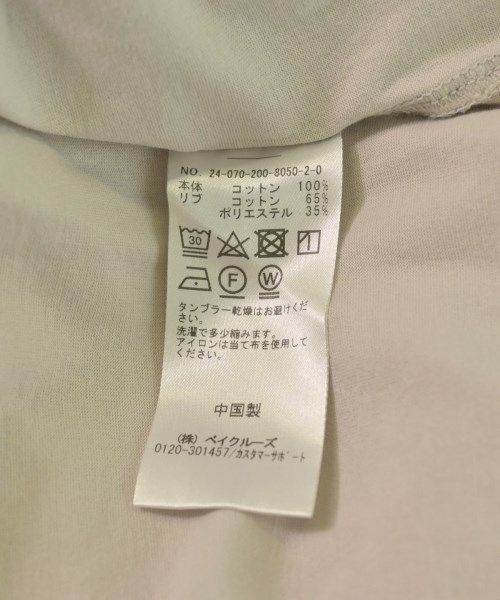 NO. 24-070-200-8050-2-0
本体 コットン 100%
リブ コットン 65%
ポリエステル 35%
30
F W
タンブラー乾燥はお避けください。
洗濯で多少縮みます。
アイロンは当て布を使用してください。
中国製
(株) ベイクルーズ
0120-301457/カスタマーサポート